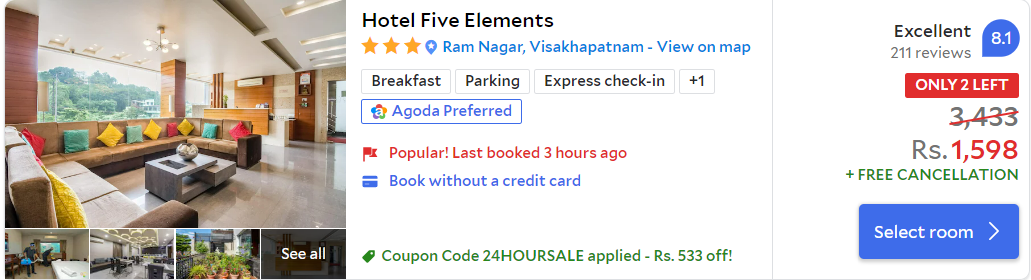 Hotel Five Elements
Ram Nagar, Visakhapatnam - View on map
Breakfast
Parking
Express check-in
+1
Agoda Preferred
Popular! Last booked 3 hours ago
Book without a credit card
Coupon Code 24HOURSALE applied - Rs. 533 off!
See all
Excellent
211 reviews
8.1
ONLY 2 LEFT
3,433
Rs.1,598
+ FREE CANCELLATION
Select room